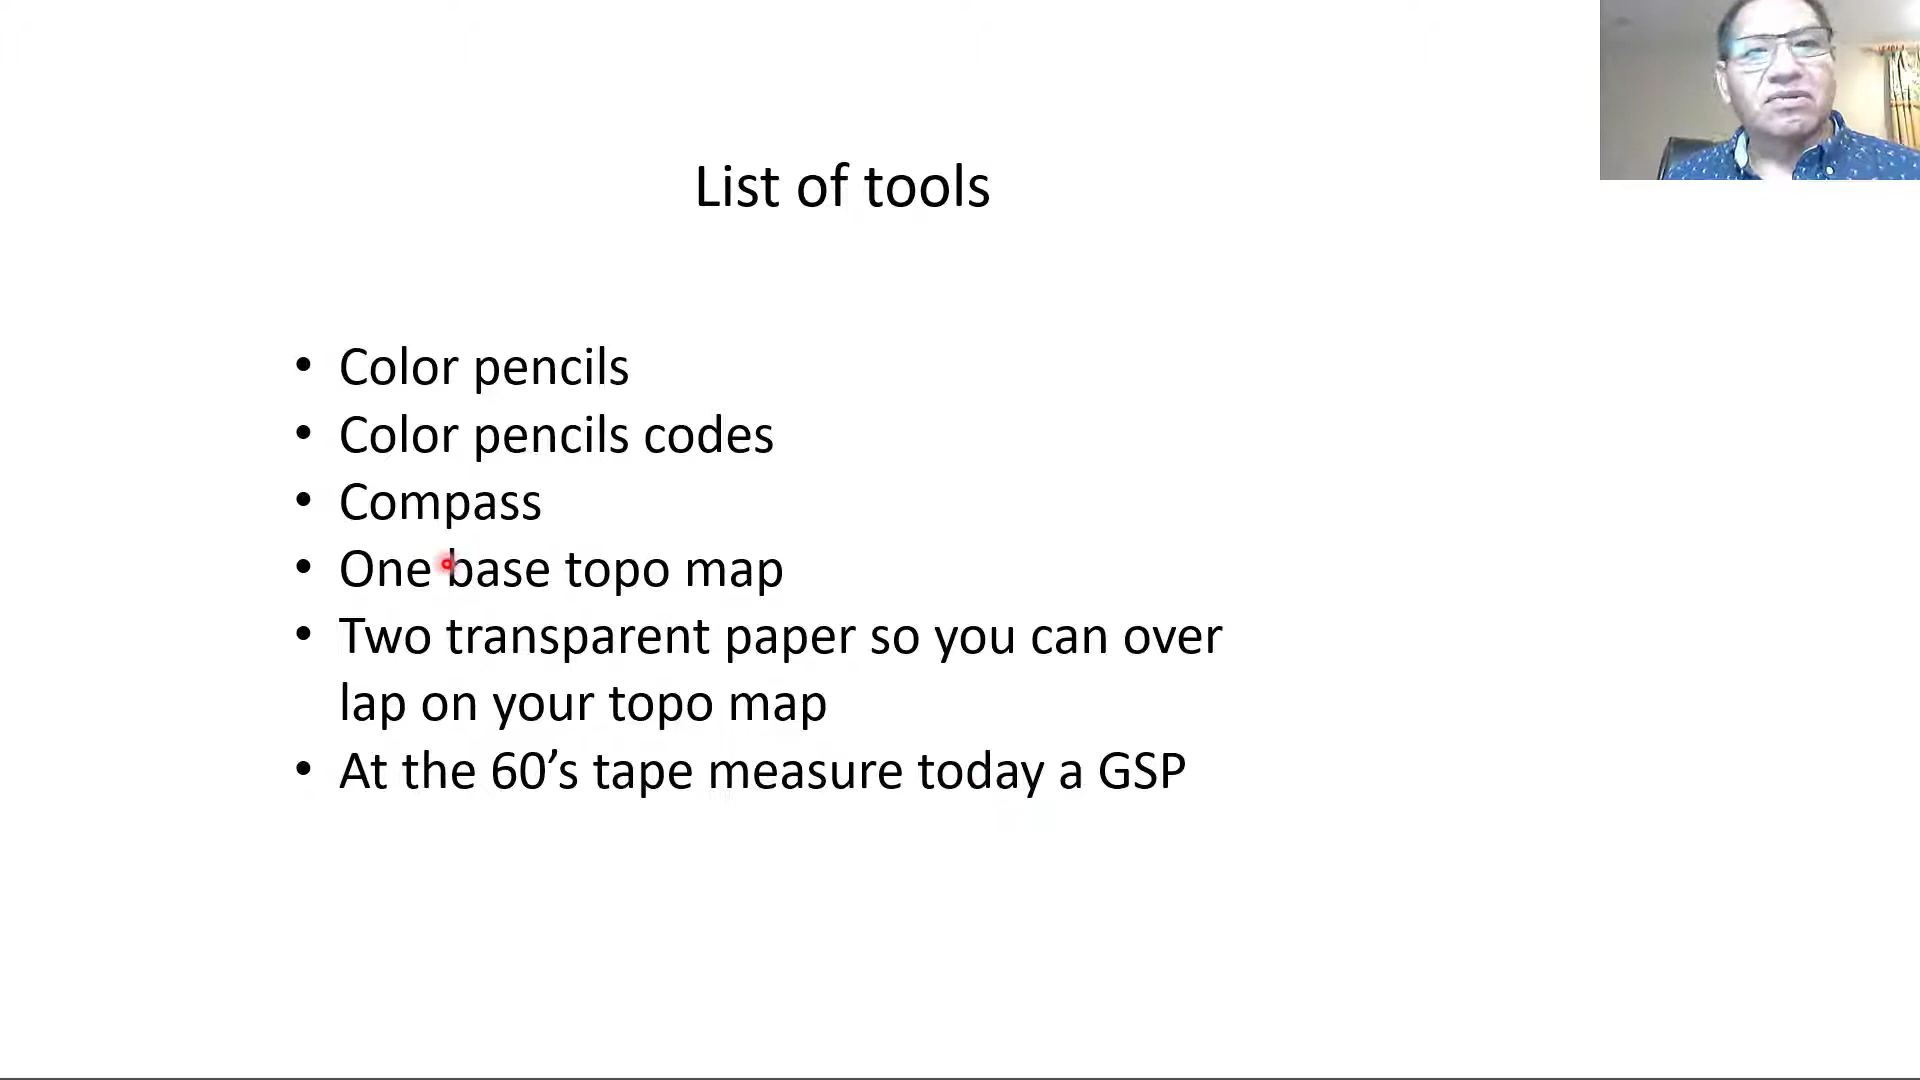 List of tools
• Color pencils
• Color pencils codes
• Compass
• One base topo map
• Two transparent paper so you can over
lap on your topo map
• At the 60’s tape measure today a GSP